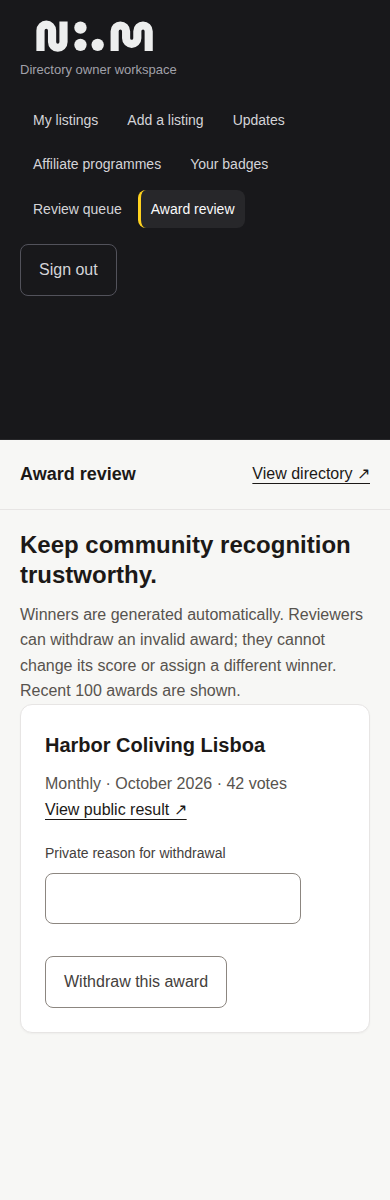 N:.M
Directory owner workspace
My listings Add a listing Updates
Affiliate programmes Your badges
Review queue Award review
Sign out
Award review View directory ↗
Keep community recognition
trustworthy.
Winners are generated automatically. Reviewers
can withdraw an invalid award; they cannot
change its score or assign a different winner.
Recent 100 awards are shown.
Harbor Coliving Lisboa
Monthly · October 2026 · 42 votes
View public result ↗
Private reason for withdrawal
Withdraw this award